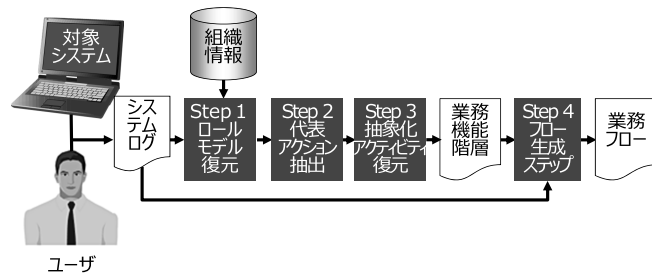 対象
システム
組織
情報
シス
テム
ログ
Step 1
ロール
モデル
復元
Step 2
代表
アクション
抽出
Step 3
抽象化
アクティビティ
復元
業務
機能
階層
Step 4
フロー
生成
ステップ
業務
フロー
ユーザ